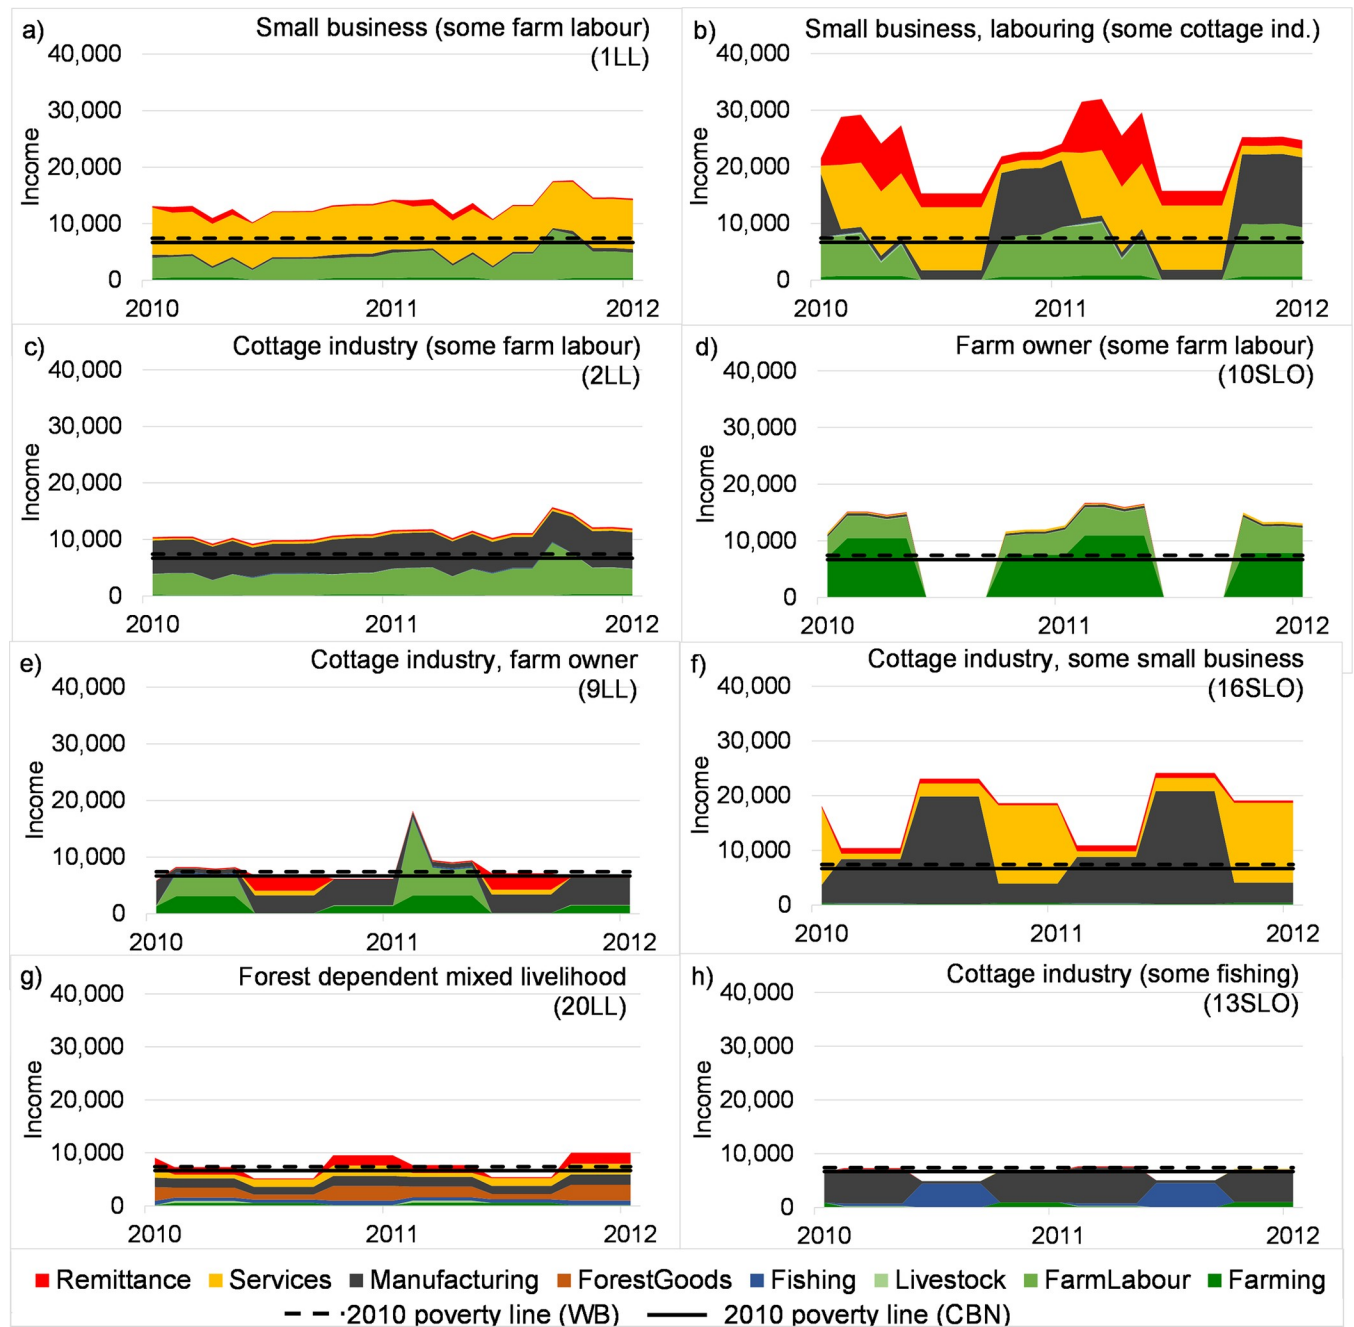 a) Small business (some farm labour)
(1LL)
40,000
30,000
20,000
10,000
0
Income
2010 2011 2012
b) Small business, labouring (some cottage ind.)
40,000
30,000
20,000
10,000
0
Income
2010 2011 2012
c) Cottage industry (some farm labour)
(2LL)
40,000
30,000
20,000
10,000
0
Income
2010 2011 2012
d) Farm owner (some farm labour)
(10SLO)
40,000
30,000
20,000
10,000
0
Income
2010 2011 2012
e) Cottage industry, farm owner
(9LL)
40,000
30,000
20,000
10,000
0
Income
2010 2011 2012
f) Cottage industry, some small business
(16SLO)
40,000
30,000
20,000
10,000
0
Income
2010 2011 2012
g) Forest dependent mixed livelihood
(20LL)
40,000
30,000
20,000
10,000
0
Income
2010 2011 2012
h) Cottage industry (some fishing)
(13SLO)
40,000
30,000
20,000
10,000
0
Income
2010 2011 2012
Remittance Services Manufacturing ForestGoods Fishing Livestock FarmLabour Farming
2010 poverty line (WB) 2010 poverty line (CBN)